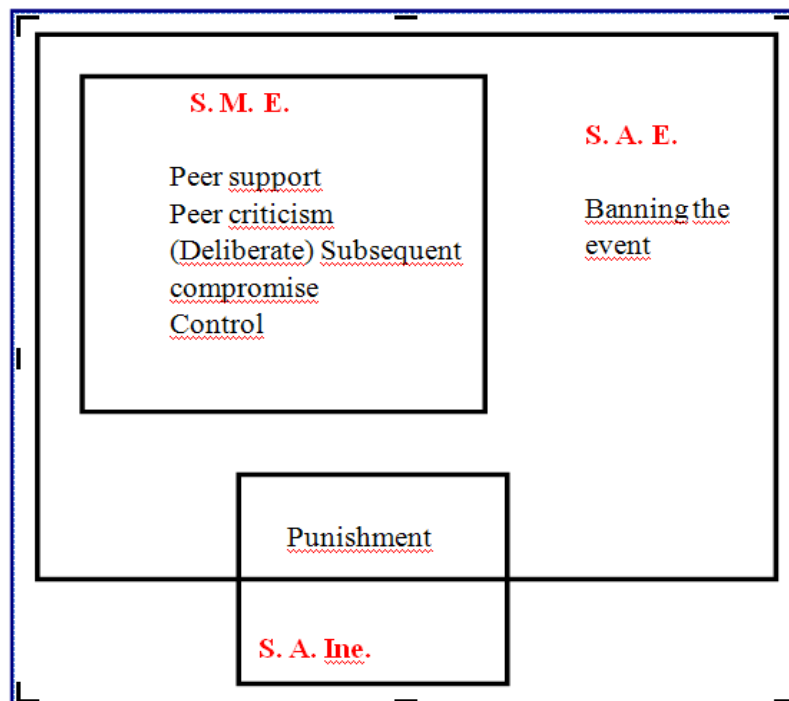 S. M. E.
Peer support
Peer criticism
(Deliberate) Subsequent
compromise
Control
S. A. E.
Banning the
event
Punishment
S. A. Ine.